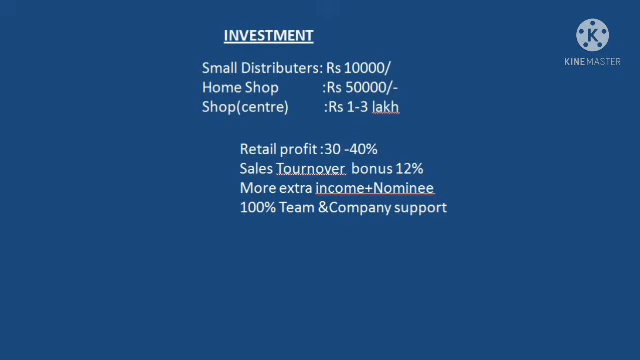 INVESTMENT
Small Distributers: Rs 10000/
Home Shop :Rs 50000/-
Shop(centre) :Rs 1-3 lakh
Retail profit :30 -40%
Sales Tournover bonus 12%
More extra income+Nominee
100% Team &Company support
K
KINEMASTER